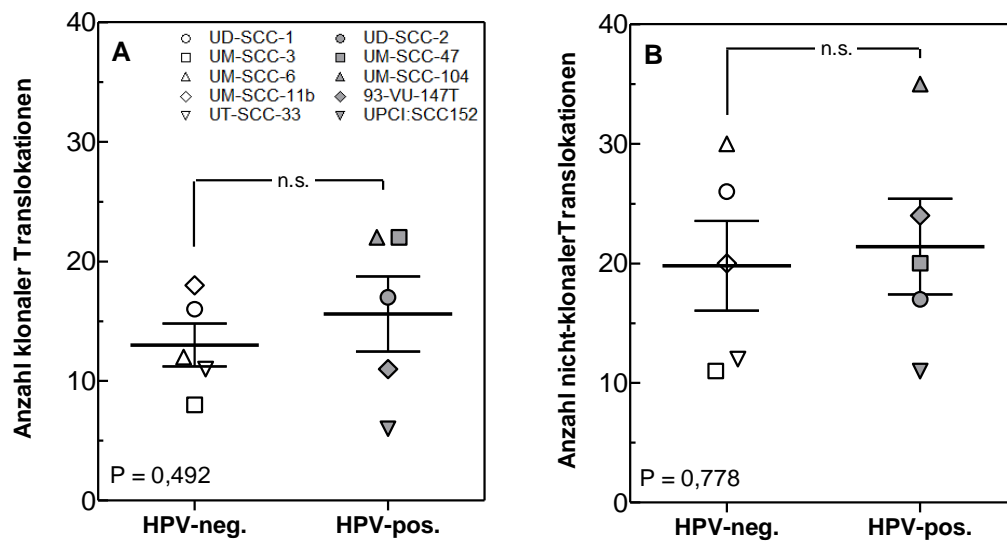 A
UD-SCC-1 UD-SCC-2
UM-SCC-3 UM-SCC-47
UM-SCC-6 UM-SCC-104
UM-SCC-11b 93-VU-147T
UT-SCC-33 UPCI:SCC152
Anzahl klonaler Translokationen
40
30
20
10
0
n.s.
P = 0,492
HPV-neg. HPV-pos.
B
Anzahl nicht-klonalerTranslokationen
40
30
20
10
0
n.s.
P = 0,778
HPV-neg. HPV-pos.